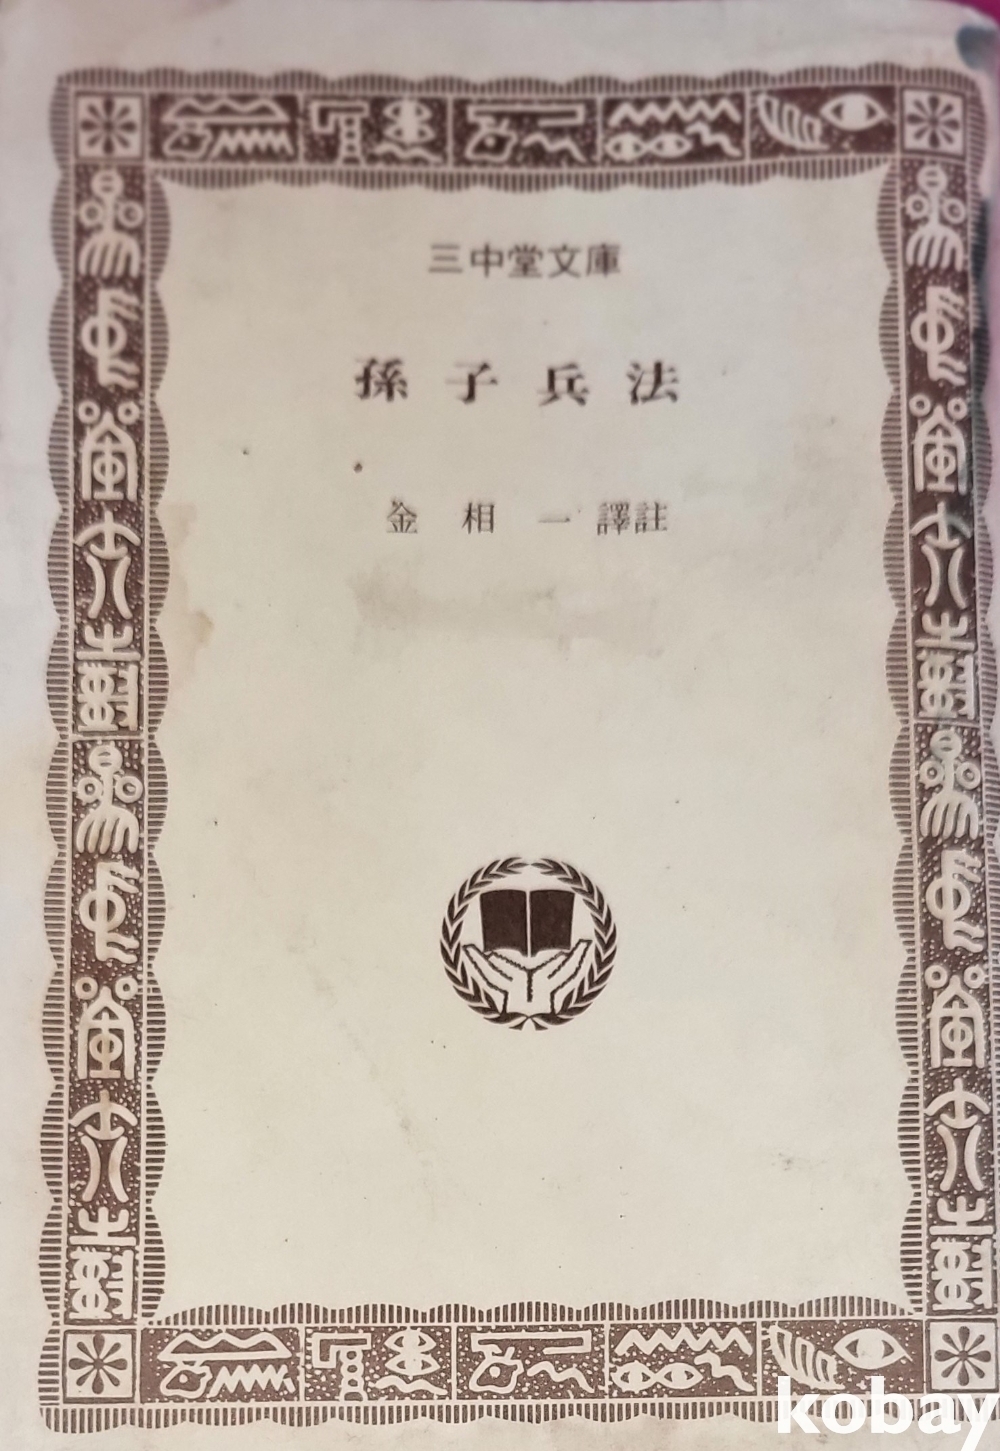 三中堂文庫
孫子兵法
金相一 譯註
kobay